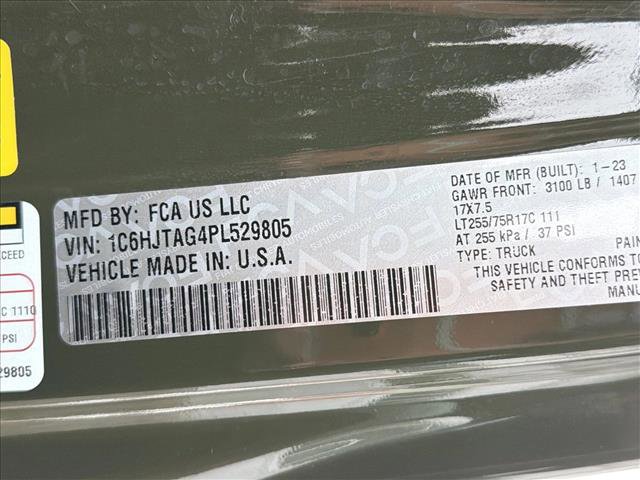 MFD BY: FCA US LLC
VIN: 1C6HJTAG4PL529805
VEHICLE MADE IN: U.S.A.
DATE OF MFR (BUILT): 1-23
GAWR FRONT: 3100 LB / 1407
17X7.5
LT255/75R17C 111
AT 255 kPa / 37 PSI
TYPE: TRUCK PAIN
THIS VEHICLE CONFORMS TO
SAFETY AND THEFT PREV
MANU
XCEED
C 1110
PSI
29805